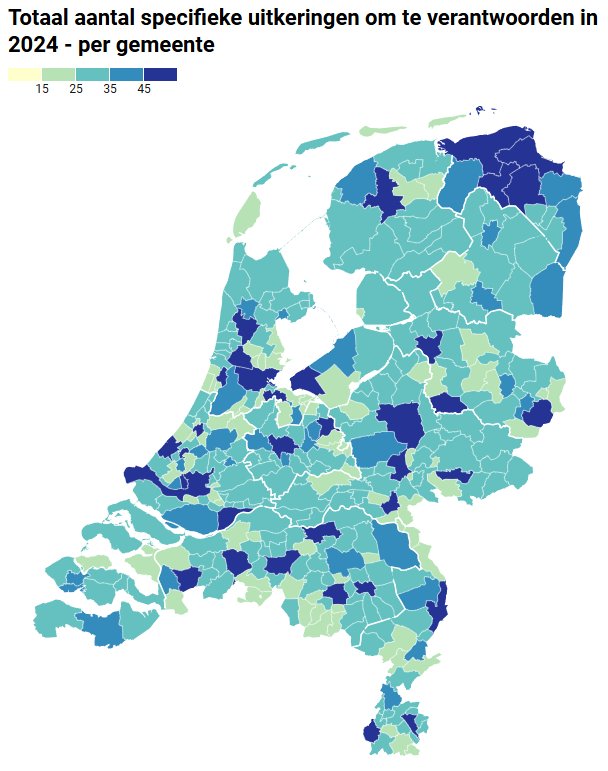 Totaal aantal specifieke uitkeringen om te verantwoorden in
2024 - per gemeente
15 25 35 45